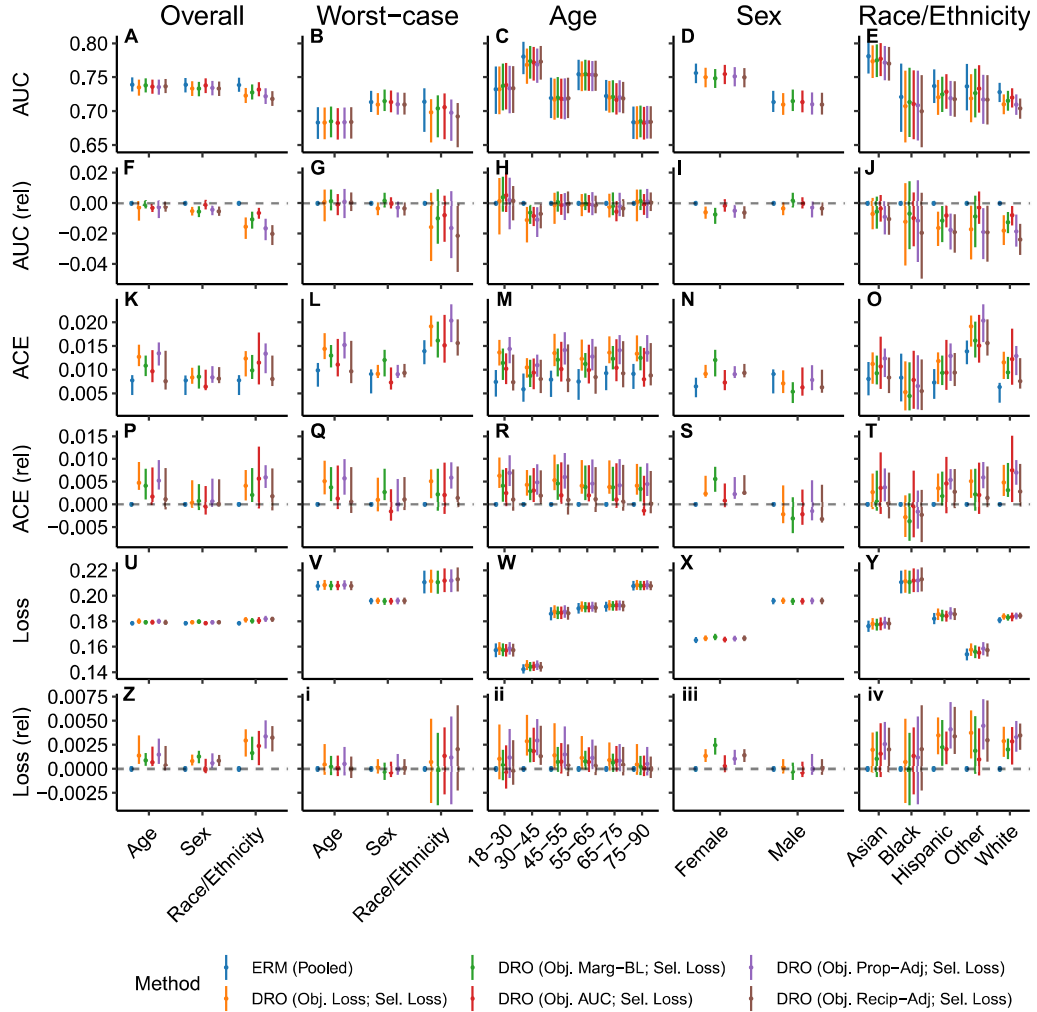 Overall Worst−case Age Sex Race/Ethnicity
A B C D E
AUC
0.80
0.75
0.70
0.65
F G H I J
AUC (rel)
0.02
0.00
−0.02
−0.04
K L M N O
ACE
0.020
0.015
0.010
0.005
P Q R S T
ACE (rel)
0.015
0.010
0.005
0.000
−0.005
U V W X Y
Loss
0.22
0.20
0.18
0.16
0.14
Z i ii iii iv
Loss (rel)
0.0075
0.0050
0.0025
0.0000
−0.0025
Age Sex Race/Ethnicity Age Sex Race/Ethnicity 18−30 30−45 45−55 55−65 65−75 75−90 Female Male Asian Black Hispanic Other White
Method
ERM (Pooled) DRO (Obj. Marg−BL; Sel. Loss) DRO (Obj. Prop−Adj; Sel. Loss)
DRO (Obj. Loss; Sel. Loss) DRO (Obj. AUC; Sel. Loss) DRO (Obj. Recip−Adj; Sel. Loss)